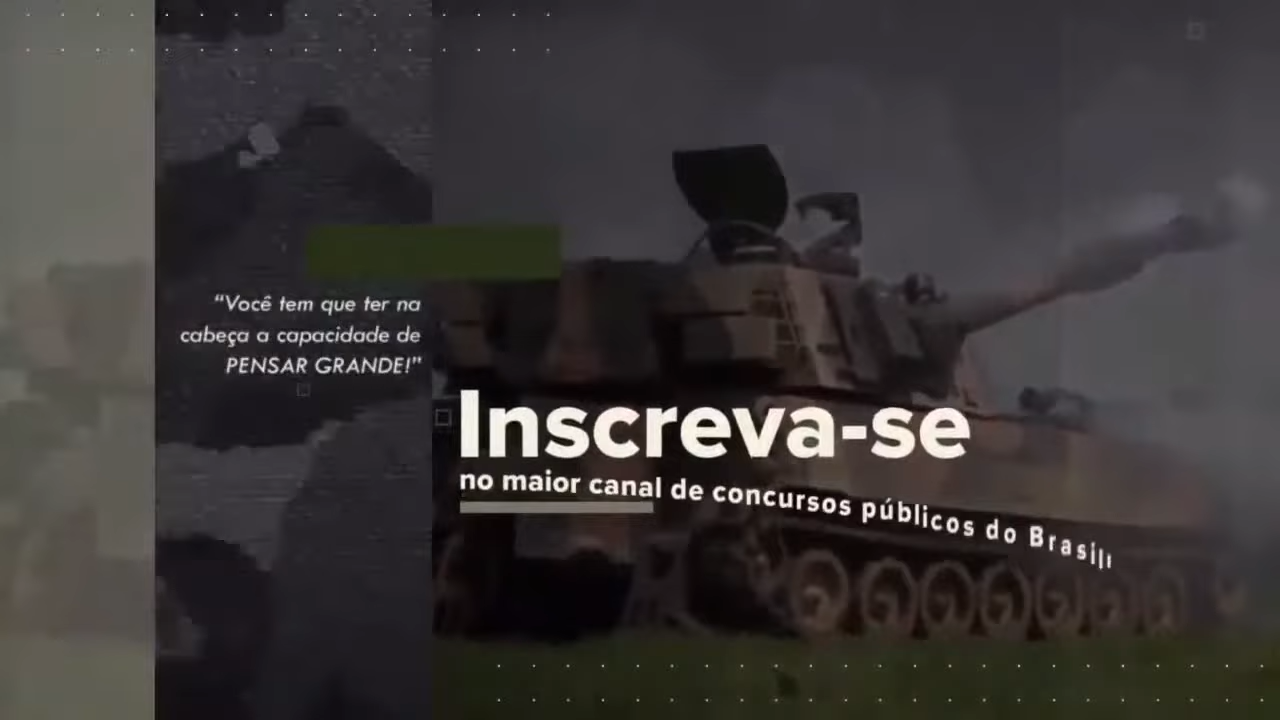 “Você tem que ter na
cabeça a capacidade de
PENSAR GRANDE!”
Inscreva-se
no maior canal de concursos públicos do Brasil